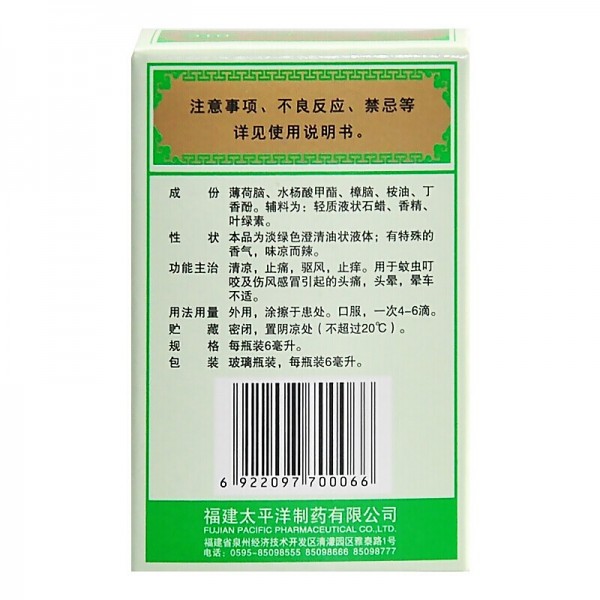 注意事项、不良反应、禁忌等
详见使用说明书。
成 份 薄荷脑、水杨酸甲酯、樟脑、桉油、丁
香酚。辅料为：轻质液状石蜡、香精、
叶绿素。
性 状 本品为淡绿色澄清油状液体；有特殊的
香气，味凉而辣。
功能主治 清凉，止痛，驱风，止痒。用于蚊虫叮
咬及伤风感冒引起的头痛，头晕，晕车
不适。
用法用量 外用，涂擦于患处。口服，一次4-6滴。
贮 藏 密闭，置阴凉处（不超过20℃）。
规 格 每瓶装6毫升。
包 装 玻璃瓶装，每瓶装6毫升。
6 922097 700066
福建太平洋制药有限公司
FUJIAN PACIFIC PHARMACEUTICAL CO.,LTD.
福建省泉州经济技术开发区清濛园区雅泰路1号
电话：0595-85098555 85098666 85098777